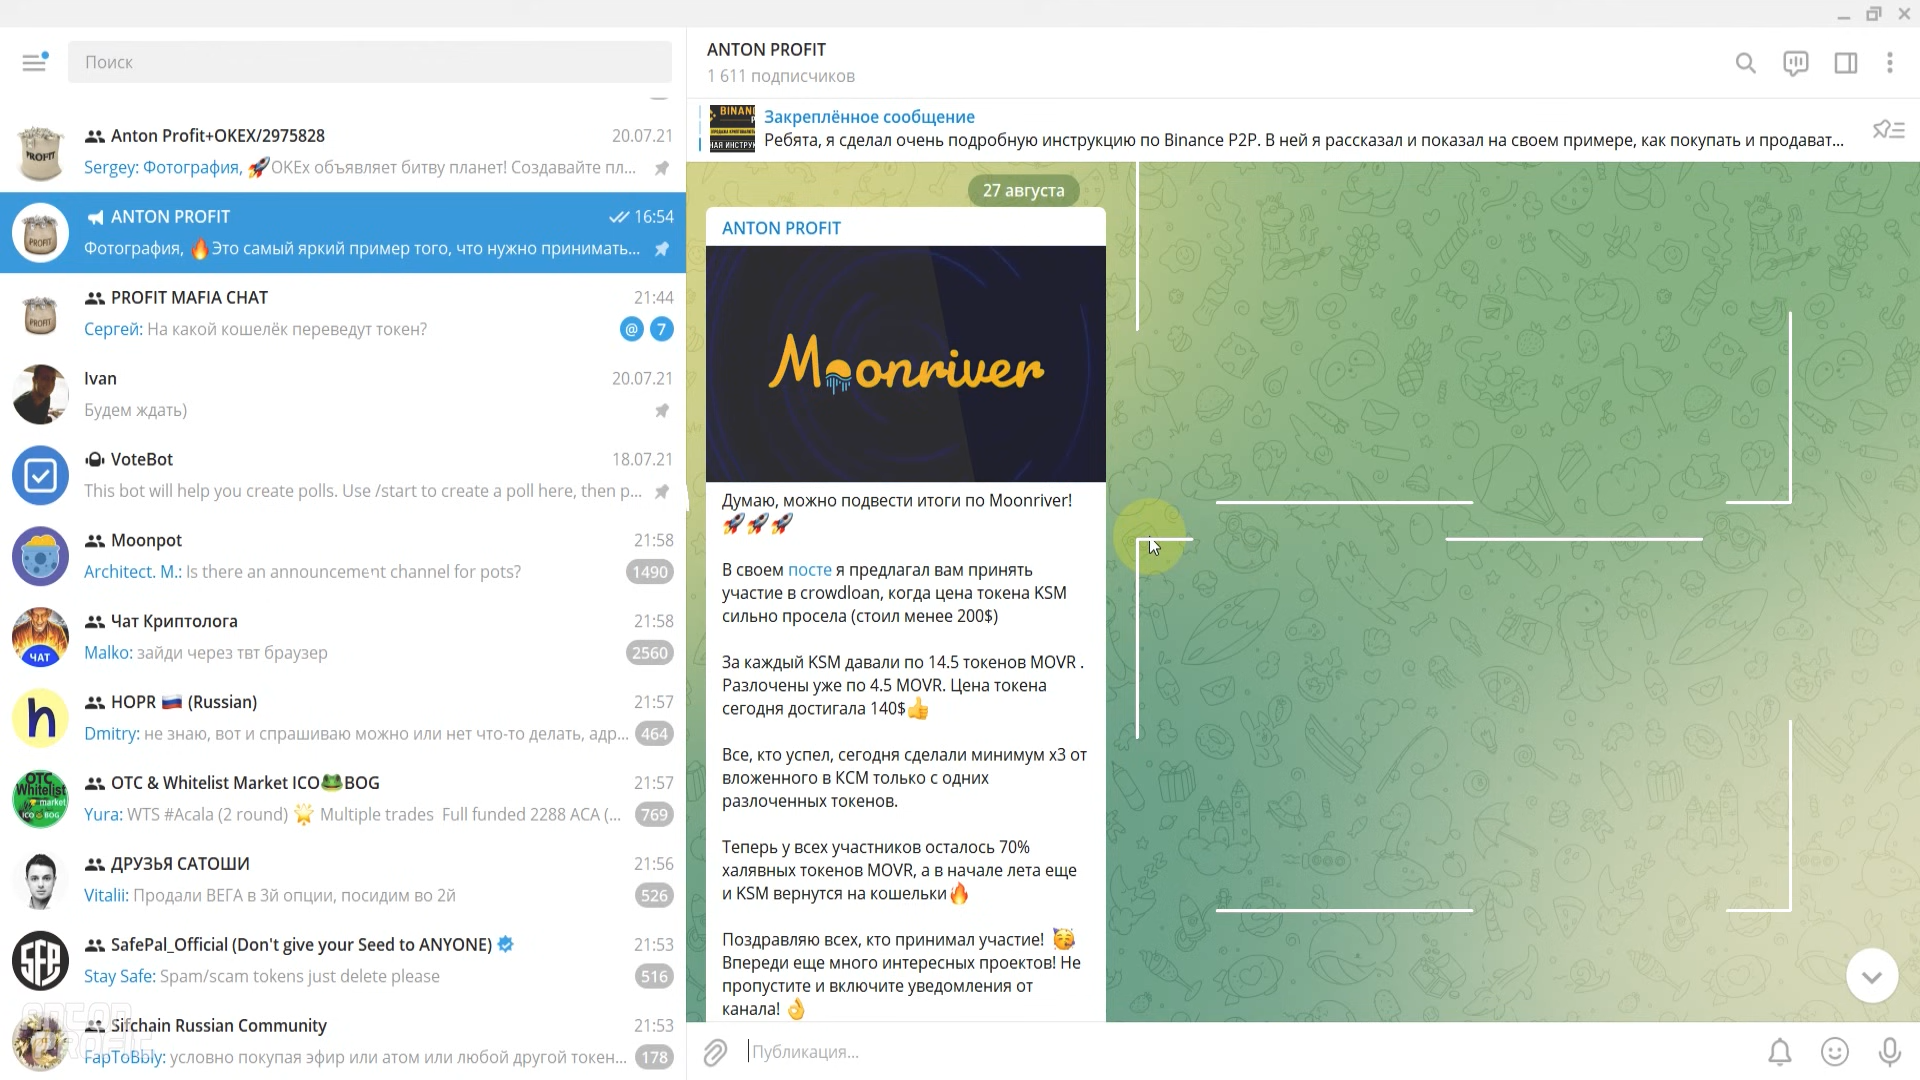 Поиск
Anton Profit+OKEX/2975828
20.07.21
Sergey: Фотография, 🚀OKEx объявляет битву планет! Создавайте пл...
ANTON PROFIT
16:54
Фотография, 🔥Это самый яркий пример того, что нужно принимать...
PROFIT MAFIA CHAT
21:44
Сергей: На какой кошелёк переведут токен?
@ 7
Ivan
20.07.21
Будем ждать)
VoteBot
18.07.21
This bot will help you create polls. Use /start to create a poll here, then p...
Moonpot
21:58
Architect. M.: Is there an announcement channel for pots?
1490
Чат Криптолога
21:58
Malko: зайди через твт браузер
2560
ЧАТ
HOPR 🇷🇺 (Russian)
21:57
Dmitry: не знаю, вот и спрашиваю можно или нет что-то делать, адр...
464
OTC & Whitelist Market ICO🐸BOG
21:57
Yura: WTS #Acala (2 round) 🌟 Multiple trades Full funded 2288 ACA (...
769
ДРУЗЬЯ САТОШИ
21:56
Vitalii: Продали ВЕГА в 3й опции, посидим во 2й
526
SafePal_Official (Don't give your Seed to ANYONE)
21:53
Stay Safe: Spam/scam tokens just delete please
516
Sifchain Russian Community
21:53
FapToBbly: условно покупая эфир или атом или любой другой токен...
178
ANTON PROFIT
1 611 подписчиков
Закреплённое сообщение
Ребята, я сделал очень подробную инструкцию по Binance P2P. В ней я рассказал и показал на своем примере, как покупать и продават...
27 августа
ANTON PROFIT
Moonriver
Думаю, можно подвести итоги по Moonriver!
🚀🚀🚀
В своем посте я предлагал вам принять
участие в crowdloan, когда цена токена KSM
сильно просела (стоил менее 200$)
За каждый KSM давали по 14.5 токенов MOVR .
Разлочены уже по 4.5 MOVR. Цена токена
сегодня достигала 140$👍
Все, кто успел, сегодня сделали минимум х3 от
вложенного в КСМ только с одних
разлоченных токенов.
Теперь у всех участников осталось 70%
халявных токенов MOVR, а в начале лета еще
и KSM вернутся на кошельки🔥
Поздравляю всех, кто принимал участие! 🥳
Впереди еще много интересных проектов! Не
пропустите и включите уведомления от
канала! 👌
Публикация...